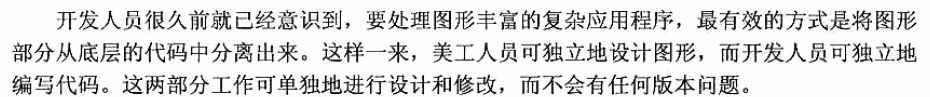 开发人员很久前就已经意识到，要处理图形丰富的复杂应用程序，最有效的方式是将图形
部分从底层的代码中分离出来。这样一来，美工人员可独立地设计图形，而开发人员可独立地
编写代码。这两部分工作可单独地进行设计和修改，而不会有任何版本问题。